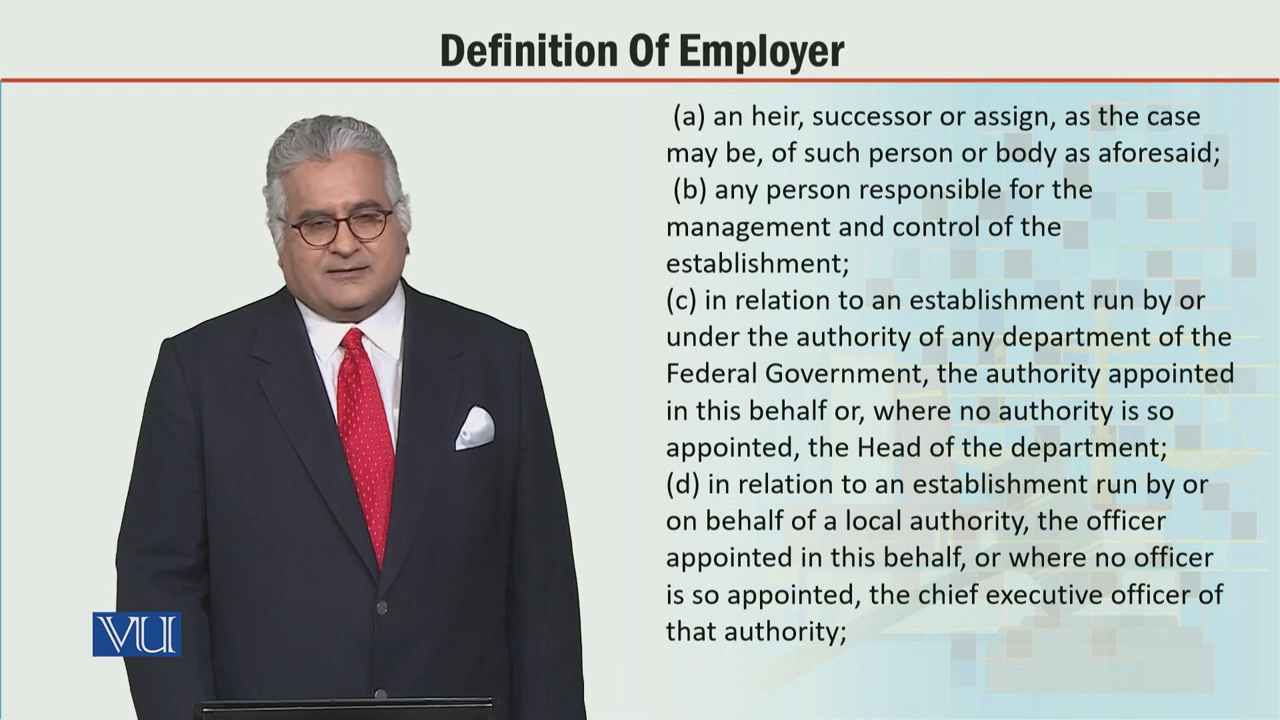 Definition Of Employer
(a) an heir, successor or assign, as the case
may be, of such person or body as aforesaid;
(b) any person responsible for the
management and control of the
establishment;
(c) in relation to an establishment run by or
under the authority of any department of the
Federal Government, the authority appointed
in this behalf or, where no authority is so
appointed, the Head of the department;
(d) in relation to an establishment run by or
on behalf of a local authority, the officer
appointed in this behalf, or where no officer
is so appointed, the chief executive officer of
that authority;
VU